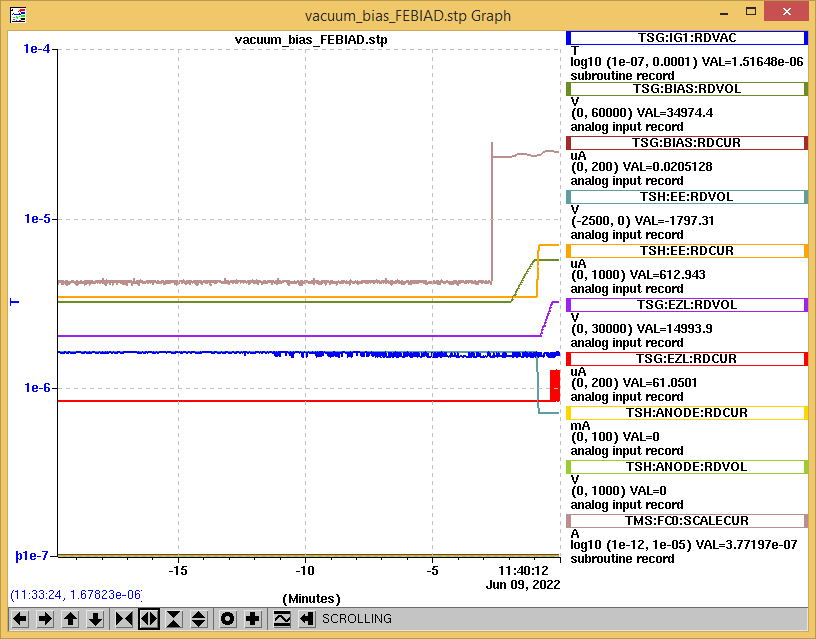 vacuum_bias_FEBIAD.stp Graph
vacuum_bias_FEBIAD.stp
1e-4
1e-5
T
1e-6
1e-7
-15
-10
-5
11:40:12
Jun 09, 2022
(Minutes)
(11:33:24, 1.67823e-06)
TSG:IG1:RDVAC
T
log10 (1e-07, 0.0001) VAL=1.51648e-06
subroutine record
TSG:BIAS:RDVOL
V
(0, 60000) VAL=34974.4
analog input record
TSG:BIAS:RDCUR
uA
(0, 200) VAL=0.0205128
analog input record
TSH:EE:RDVOL
V
(-2500, 0) VAL=-1797.31
analog input record
TSH:EE:RDCUR
uA
(0, 1000) VAL=612.943
analog input record
TSG:EZL:RDVOL
V
(0, 30000) VAL=14993.9
analog input record
TSG:EZL:RDCUR
uA
(0, 200) VAL=61.0501
analog input record
TSH:ANODE:RDCUR
mA
(0, 100) VAL=0
analog input record
TSH:ANODE:RDVOL
V
(0, 1000) VAL=0
analog input record
TMS:FC0:SCALECUR
A
log10 (1e-12, 1e-05) VAL=3.77197e-07
subroutine record
SCROLLING